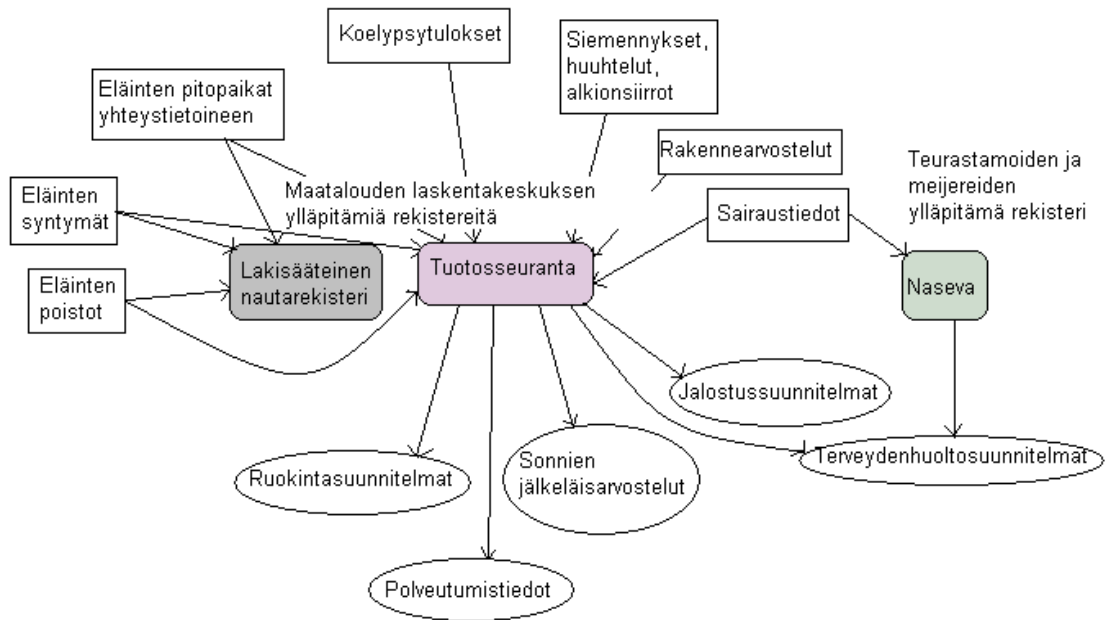 Koelypsytulokset
Siemennykset,
huuhtelut,
alkionsiirrot
Eläinten pitopaikat
yhteystietoineen
Rakennearvostelut
Teurastamoiden ja
meijereiden
ylläpitämä rekisteri
Maatalouden laskentakeskuksen
ylläpitämiä rekistereitä
Eläinten
syntymät
Sairaustiedot
Lakisääteinen
nautarekisteri
Tuotosseuranta
Naseva
Eläinten
poistot
Jalostussuunnitelmat
Ruokintasuunnitelmat
Sonnien
jälkeläisarvostelut
Terveydenhuoltosuunnitelmat
Polveutumistiedot